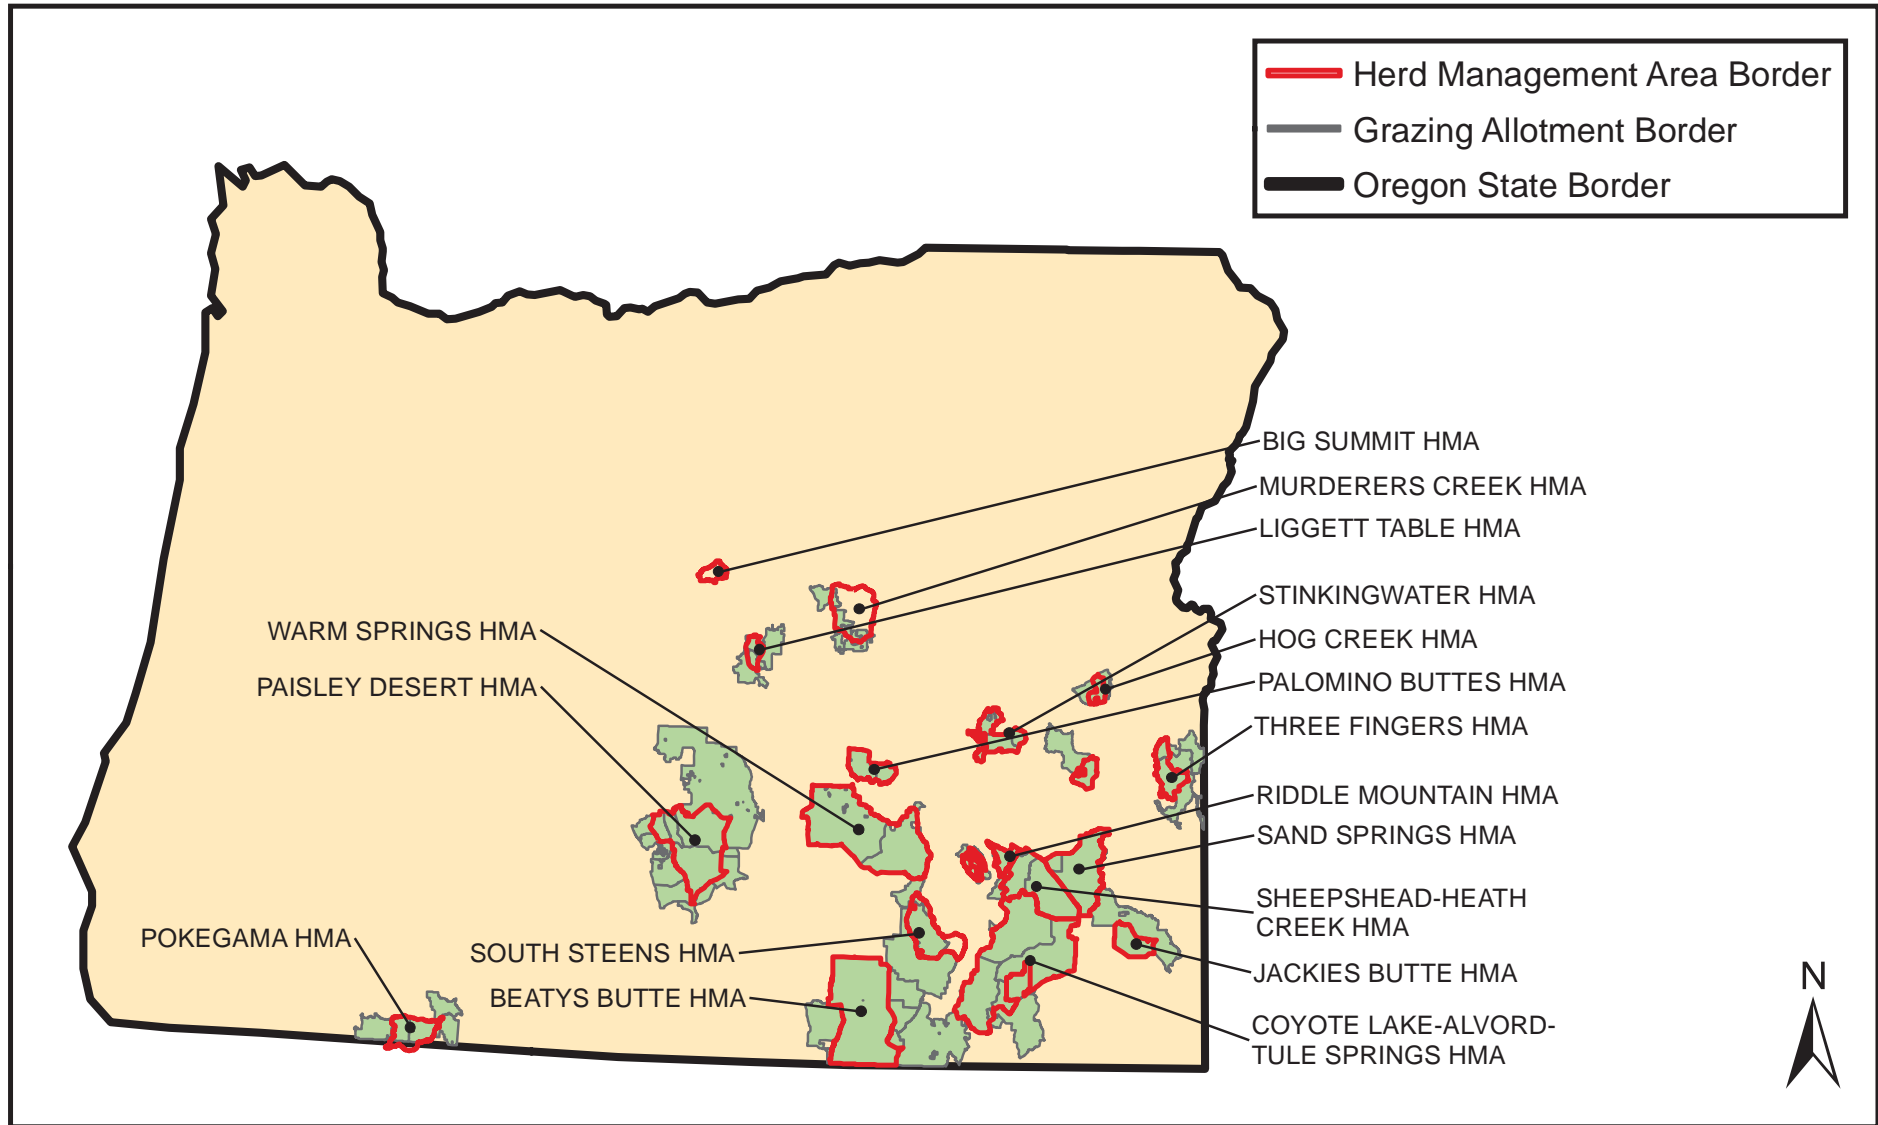 Herd Management Area Border
Grazing Allotment Border
Oregon State Border
BIG SUMMIT HMA
MURDERERS CREEK HMA
LIGGETT TABLE HMA
STINKINGWATER HMA
HOG CREEK HMA
PALOMINO BUTTES HMA
THREE FINGERS HMA
RIDDLE MOUNTAIN HMA
SAND SPRINGS HMA
SHEEPSHEAD-HEATH
CREEK HMA
JACKIES BUTTE HMA
COYOTE LAKE-ALVORD-
TULE SPRINGS HMA
WARM SPRINGS HMA
PAISLEY DESERT HMA
POKEGAMA HMA
SOUTH STEENS HMA
BEATYS BUTTE HMA
N